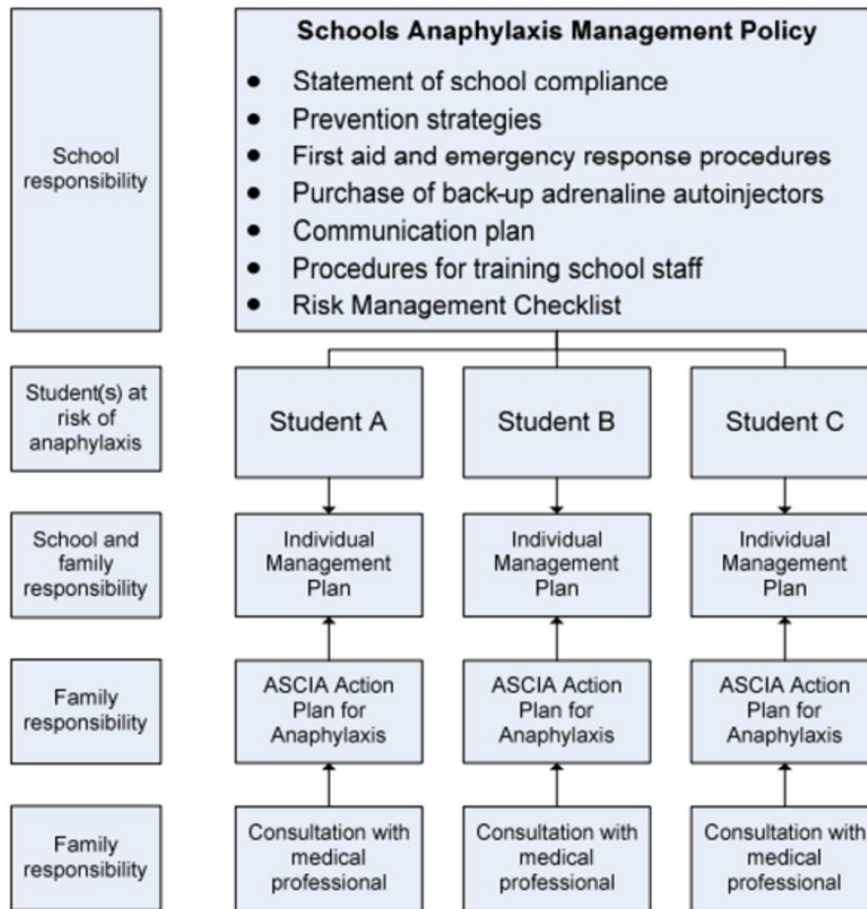 Schools Anaphylaxis Management Policy
• Statement of school compliance
• Prevention strategies
• First aid and emergency response procedures
• Purchase of back-up adrenaline autoinjectors
• Communication plan
• Procedures for training school staff
• Risk Management Checklist
School
responsibility
Student(s) at
risk of
anaphylaxis
Student A
Student B
Student C
School and
family
responsibility
Individual
Management
Plan
Individual
Management
Plan
Individual
Management
Plan
Family
responsibility
ASCIA Action
Plan for
Anaphylaxis
ASCIA Action
Plan for
Anaphylaxis
ASCIA Action
Plan for
Anaphylaxis
Family
responsibility
Consultation with
medical
professional
Consultation with
medical
professional
Consultation with
medical
professional